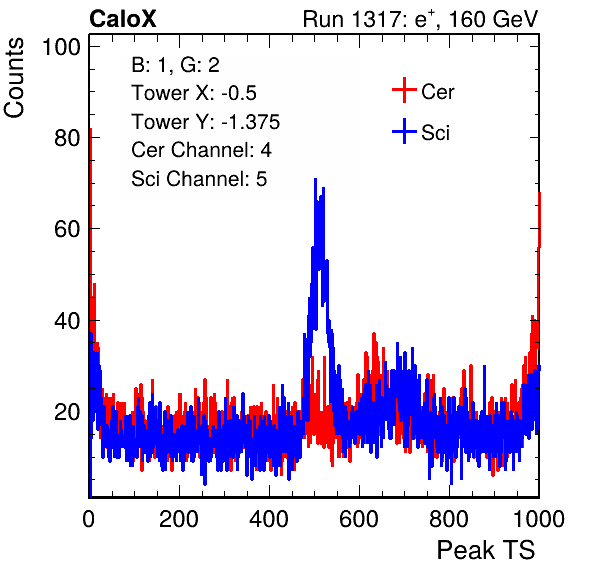 CaloX Run 1317: e⁺, 160 GeV
Counts
B: 1, G: 2
Tower X: -0.5
Tower Y: -1.375
Cer Channel: 4
Sci Channel: 5
Cer
Sci
100
80
60
40
20
0 200 400 600 800 1000
Peak TS